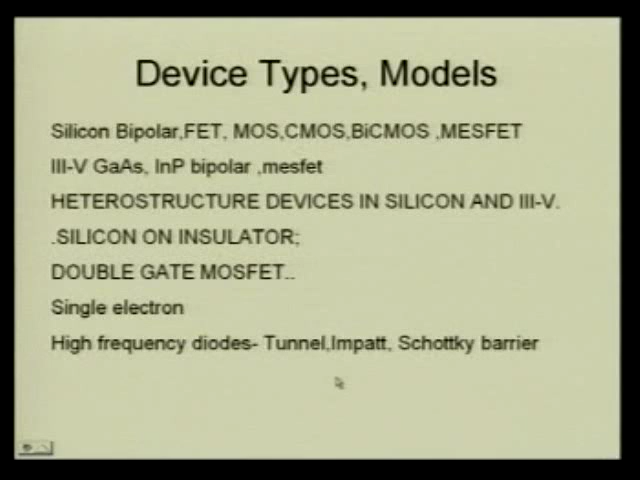 Device Types, Models
Silicon Bipolar,FET, MOS,CMOS,BiCMOS ,MESFET
III-V GaAs, InP bipolar ,mesfet
HETEROSTRUCTURE DEVICES IN SILICON AND III-V.
.SILICON ON INSULATOR;
DOUBLE GATE MOSFET..
Single electron
High frequency diodes- Tunnel,Impatt, Schottky barrier